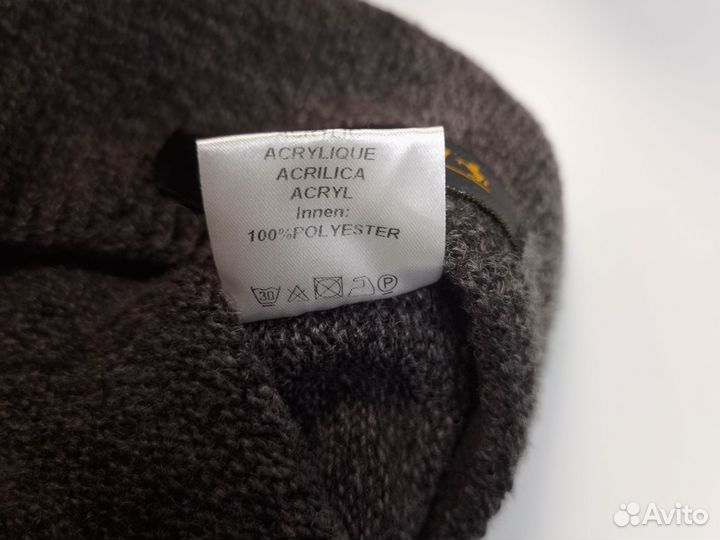 ACRYLIQUE
ACRILICA
ACRYL
Innen:
100%POLYESTER
30 P
Avito